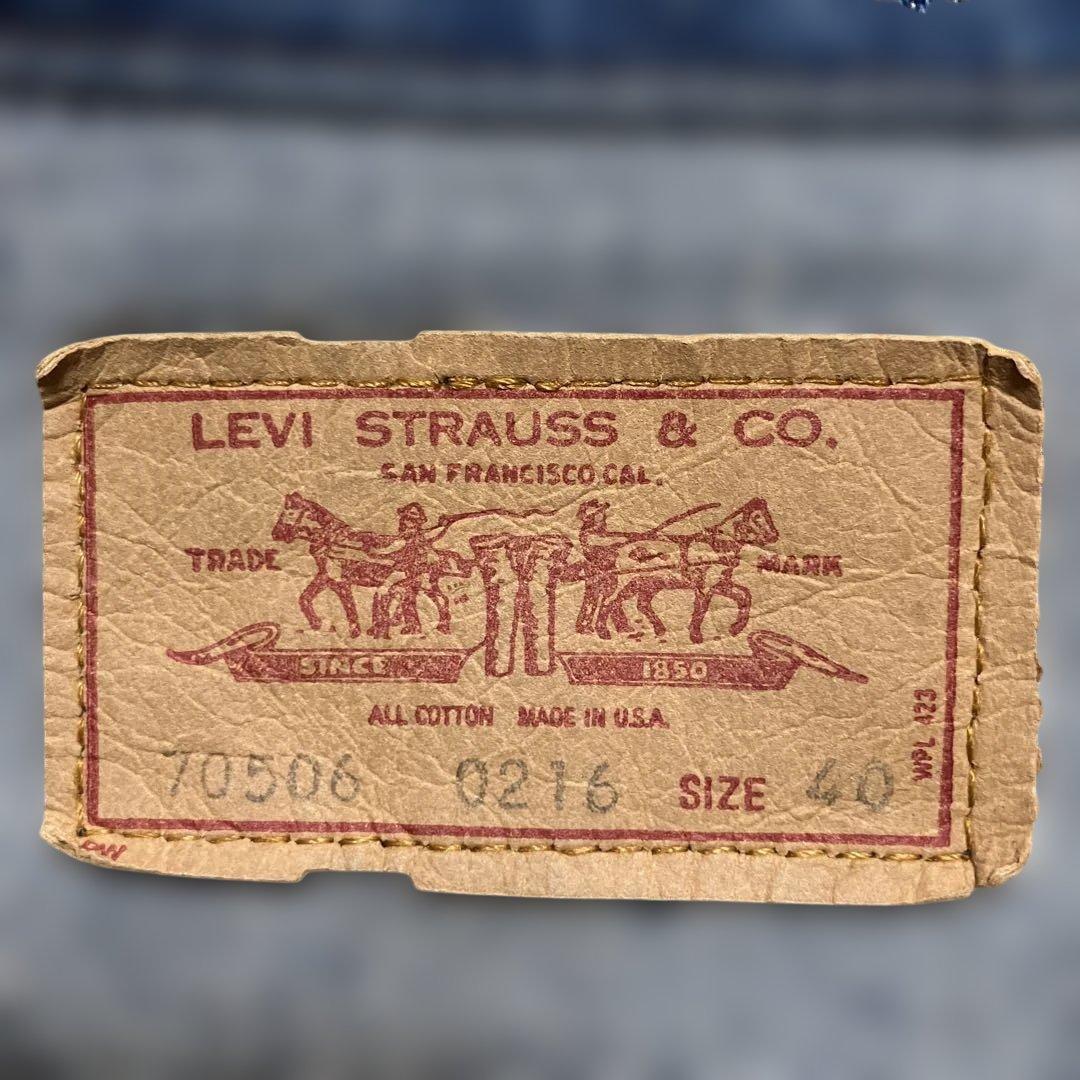 LEVI STRAUSS & CO.
SAN FRANCISCO CAL.
TRADE MARK
SINCE 1850
ALL COTTON MADE IN U.S.A.
70506 0216 SIZE 40
WPL 423